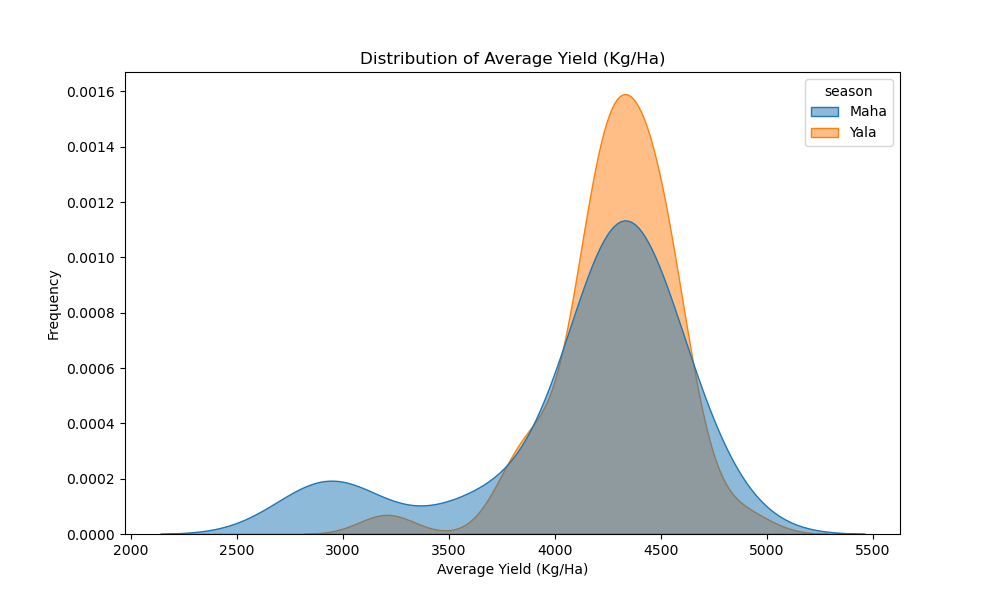 Distribution of Average Yield (Kg/Ha)
season
Maha
Yala
0.0016
0.0014
0.0012
0.0010
0.0008
0.0006
0.0004
0.0002
0.0000
Frequency
2000 2500 3000 3500 4000 4500 5000 5500
Average Yield (Kg/Ha)